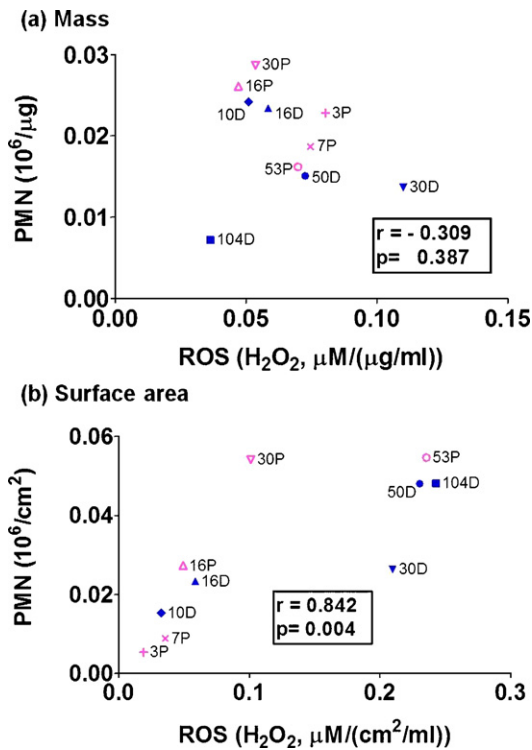 (a) Mass
0.03
0.02
0.01
0.00
PMN (10⁶/μg)
30P
16P
10D
16D
3P
7P
53P
50D
30D
104D
r = - 0.309
p= 0.387
0.00
0.05
0.10
0.15
ROS (H₂O₂, μM/(μg/ml))
(b) Surface area
0.06
0.04
0.02
0.00
PMN (10⁶/cm²)
30P
53P
50D
104D
16P
16D
30D
10D
7P
3P
r = 0.842
p= 0.004
0.0
0.1
0.2
0.3
ROS (H₂O₂, μM/(cm²/ml))